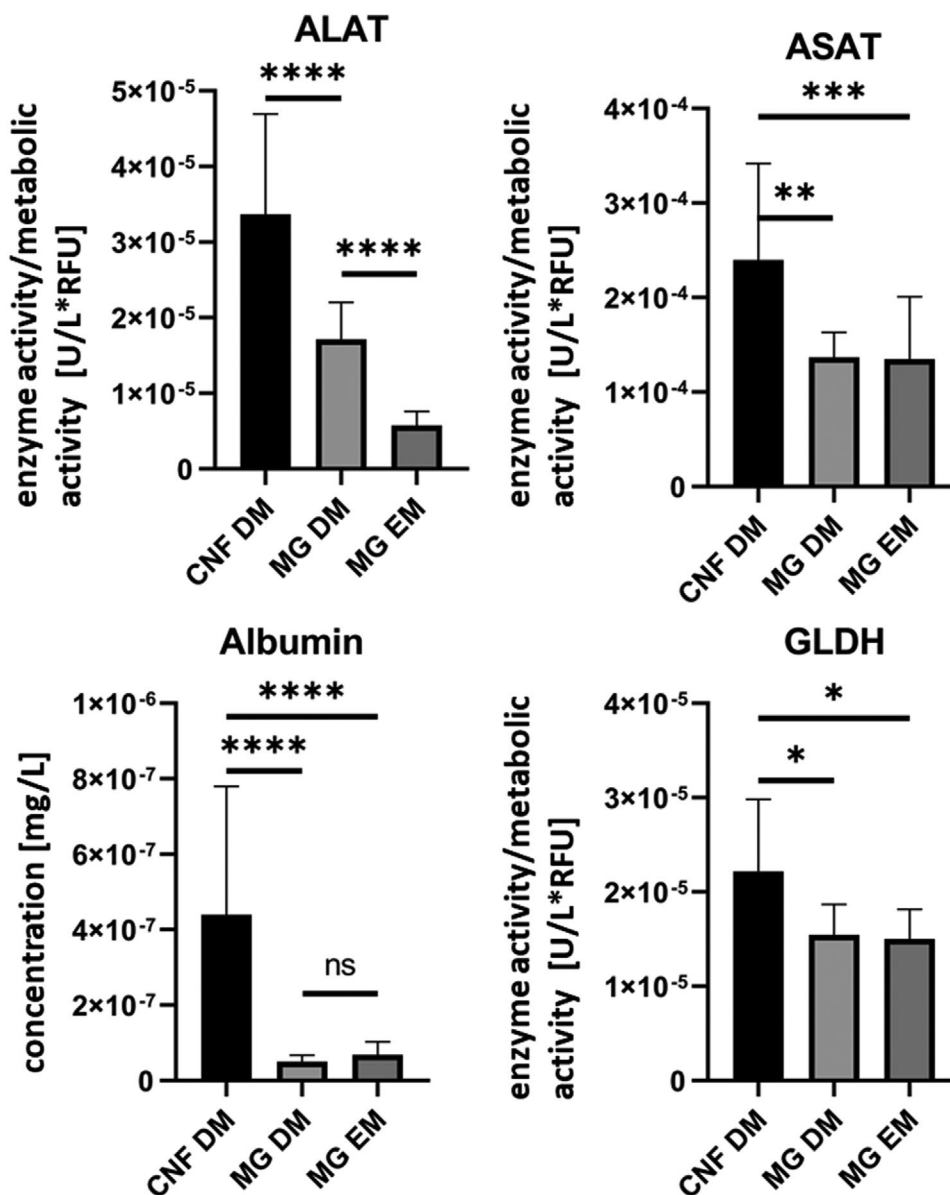 ALAT
enzyme activity/metabolic
activity [U/L*RFU]
5×10⁻⁵
4×10⁻⁵
3×10⁻⁵
2×10⁻⁵
1×10⁻⁵
0
****
****
CNF DM
MG DM
MG EM
ASAT
enzyme activity/metabolic
activity [U/L*RFU]
4×10⁻⁴
3×10⁻⁴
2×10⁻⁴
1×10⁻⁴
0
***
**
CNF DM
MG DM
MG EM
Albumin
concentration [mg/L]
1×10⁻⁶
8×10⁻⁷
6×10⁻⁷
4×10⁻⁷
2×10⁻⁷
0
****
****
ns
CNF DM
MG DM
MG EM
GLDH
enzyme activity/metabolic
activity [U/L*RFU]
4×10⁻⁵
3×10⁻⁵
2×10⁻⁵
1×10⁻⁵
0
*
*
CNF DM
MG DM
MG EM